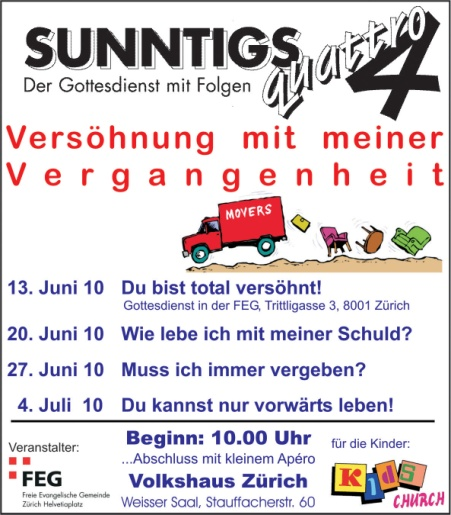 SUNNTIGS
quattro
4
Der Gottesdienst mit Folgen
Versöhnung mit meiner
Vergangenheit
MOVERS
13. Juni 10 Du bist total versöhnt!
Gottesdienst in der FEG, Trittligasse 3, 8001 Zürich
20. Juni 10 Wie lebe ich mit meiner Schuld?
27. Juni 10 Muss ich immer vergeben?
4. Juli 10 Du kannst nur vorwärts leben!
Veranstalter:
FEG
Freie Evangelische Gemeinde
Zürich Helvetiaplatz
Beginn: 10.00 Uhr
...Abschluss mit kleinem Apéro
Volkshaus Zürich
Weisser Saal, Stauffacherstr. 60
für die Kinder:
KIdS
CHURCH